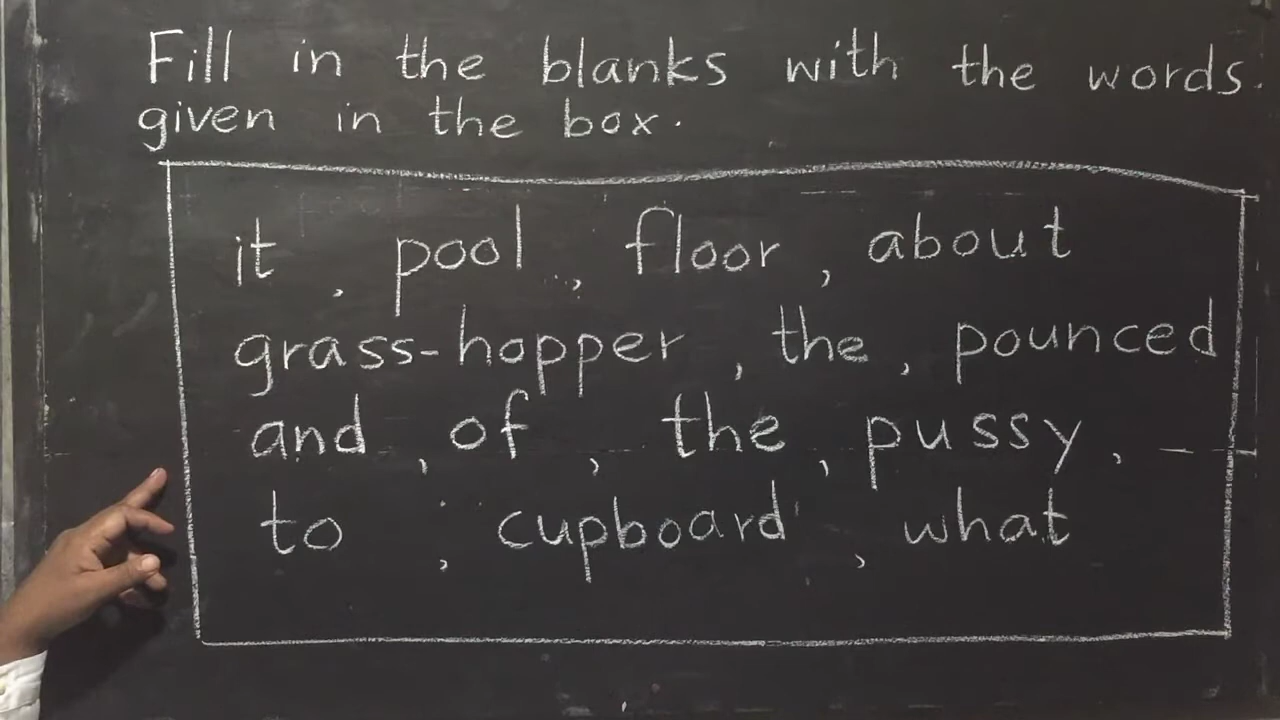 Fill in the blanks with the words.
given in the box.
it , pool , floor , about
grass-hopper , the , pounced
and , of , the , pussy ,
to , cupboard , what